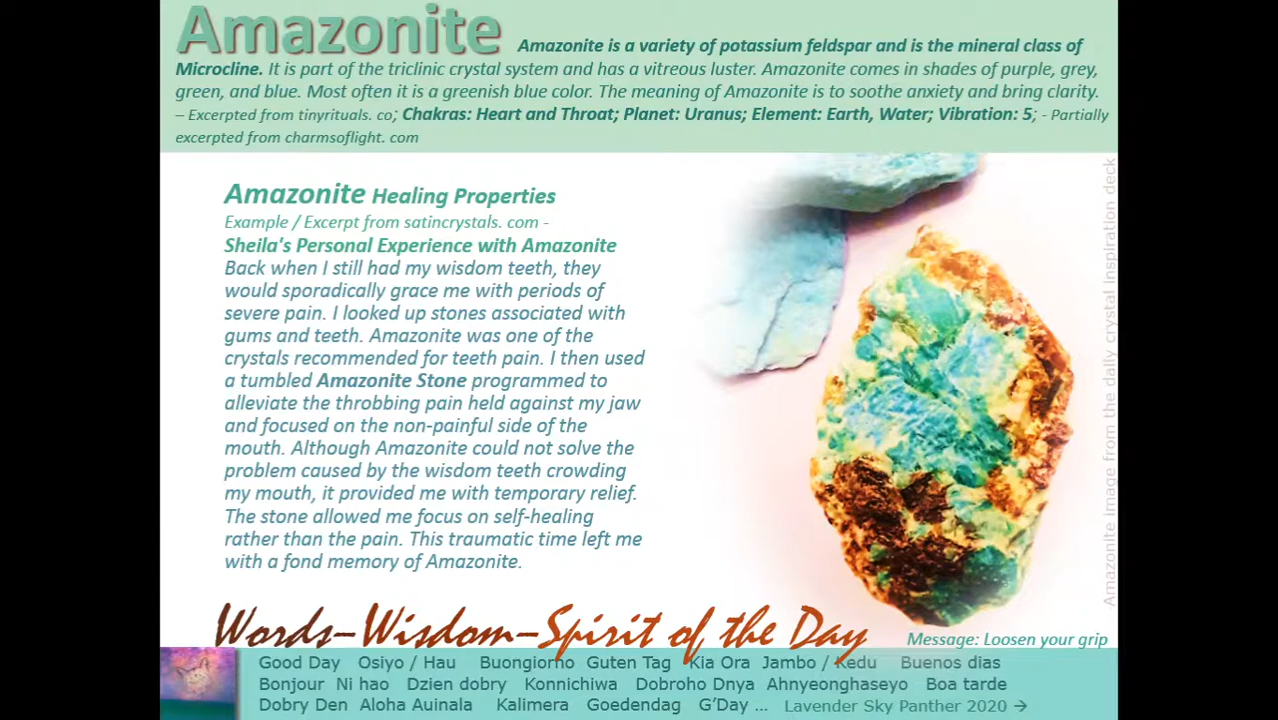 Amazonite Amazonite is a variety of potassium feldspar and is the mineral class of
Microcline. It is part of the triclinic crystal system and has a vitreous luster. Amazonite comes in shades of purple, grey,
green, and blue. Most often it is a greenish blue color. The meaning of Amazonite is to soothe anxiety and bring clarity.
– Excerpted from tinyrituals. co; Chakras: Heart and Throat; Planet: Uranus; Element: Earth, Water; Vibration: 5; - Partially
excerpted from charmsoflight. com
Amazonite Healing Properties
Example / Excerpt from satincrystals. com -
Sheila's Personal Experience with Amazonite
Back when I still had my wisdom teeth, they
would sporadically grace me with periods of
severe pain. I looked up stones associated with
gums and teeth. Amazonite was one of the
crystals recommended for teeth pain. I then used
a tumbled Amazonite Stone programmed to
alleviate the throbbing pain held against my jaw
and focused on the non-painful side of the
mouth. Although Amazonite could not solve the
problem caused by the wisdom teeth crowding
my mouth, it provided me with temporary relief.
The stone allowed me focus on self-healing
rather than the pain. This traumatic time left me
with a fond memory of Amazonite.
Amazonite image from the daily crystal inspiration deck
Words–Wisdom–Spirit of the Day
Message: Loosen your grip
Good Day Osiyo / Hau Buongiorno Guten Tag Kia Ora Jambo / Kedu Buenos dias
Bonjour Ni hao Dzien dobry Konnichiwa Dobroho Dnya Ahnyeonghaseyo Boa tarde
Dobry Den Aloha Auinala Kalimera Goedendag G’Day ... Lavender Sky Panther 2020 →